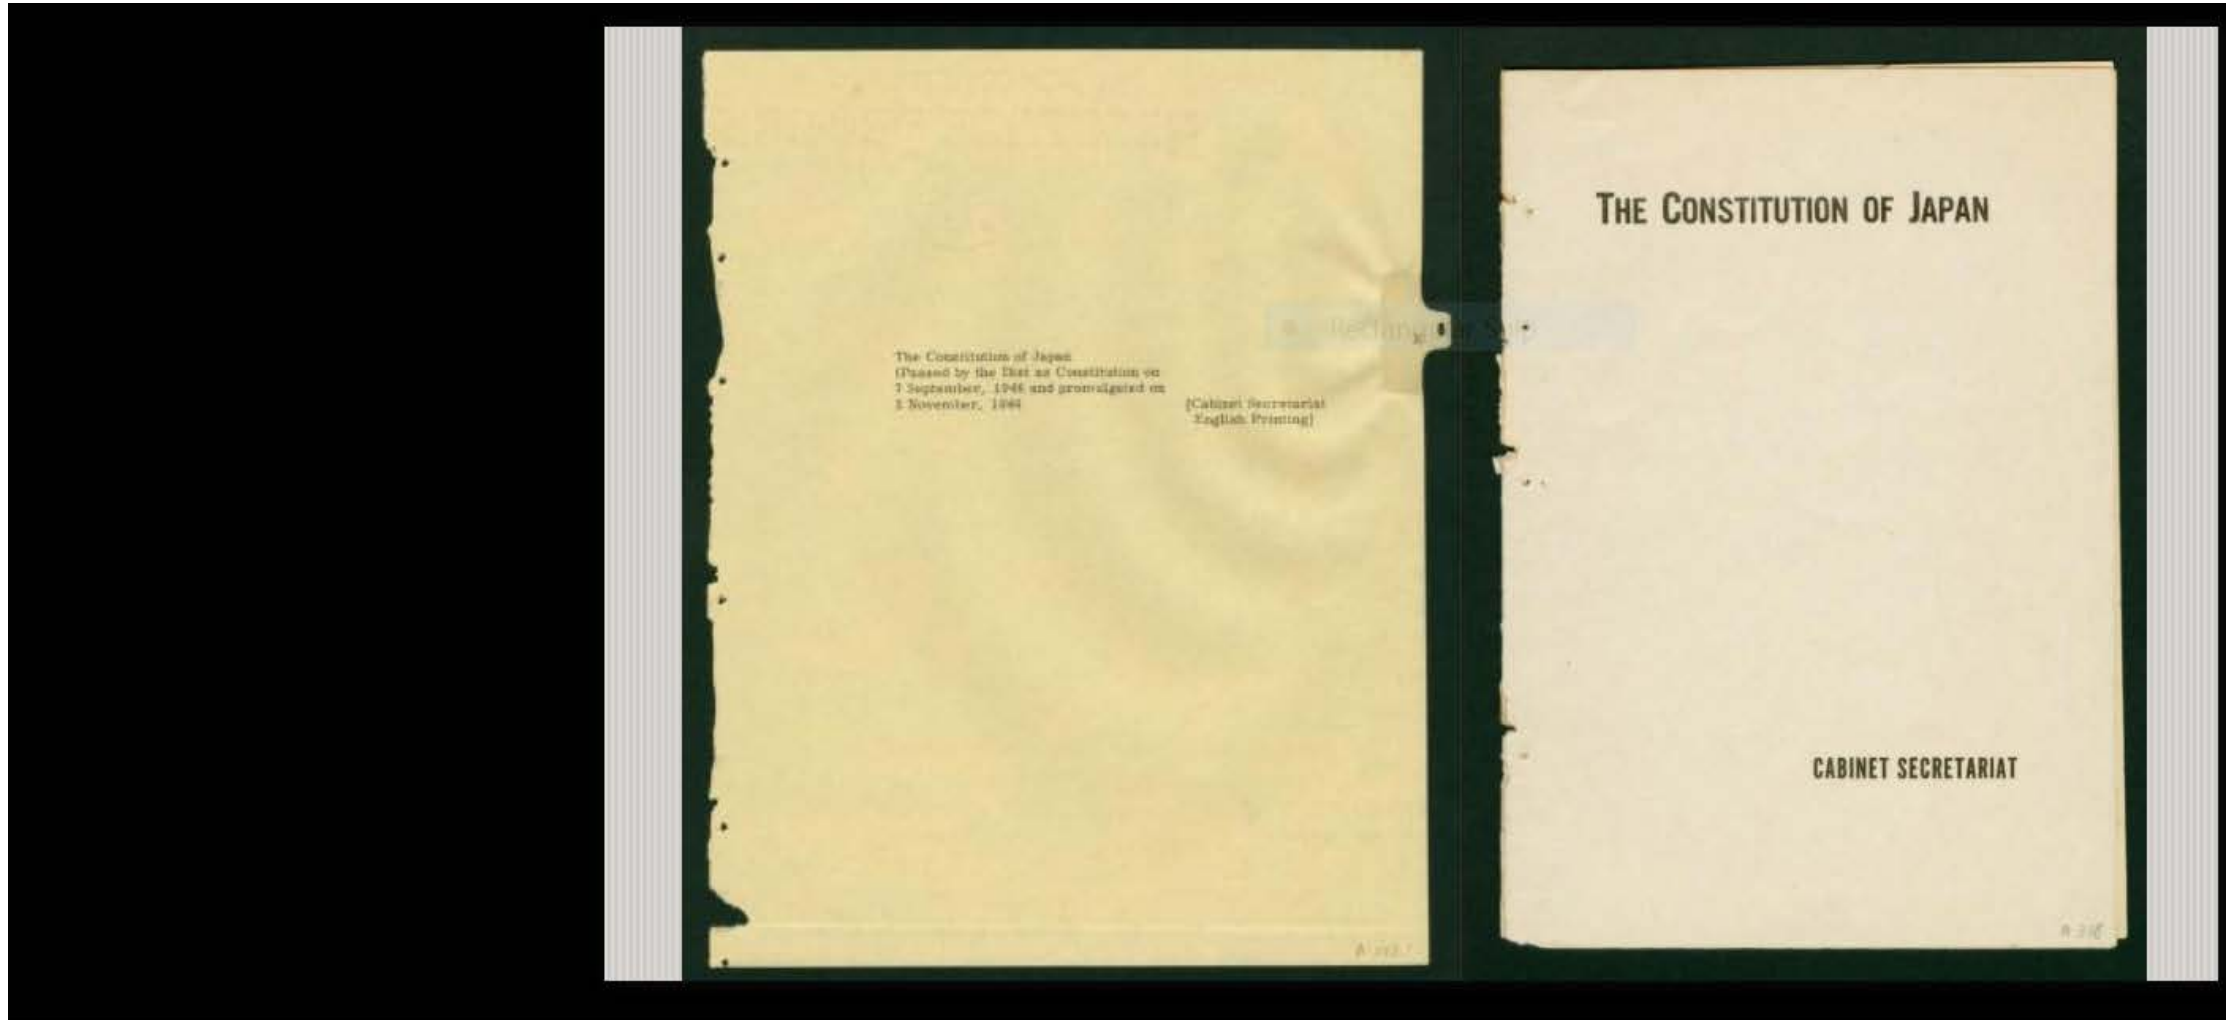 The Constitution of Japan
(Passed by the Diet as Constitution on
7 September, 1946 and promulgated on
3 November, 1946
[Cabinet Secretariat
English Printing]
THE CONSTITUTION OF JAPAN
CABINET SECRETARIAT